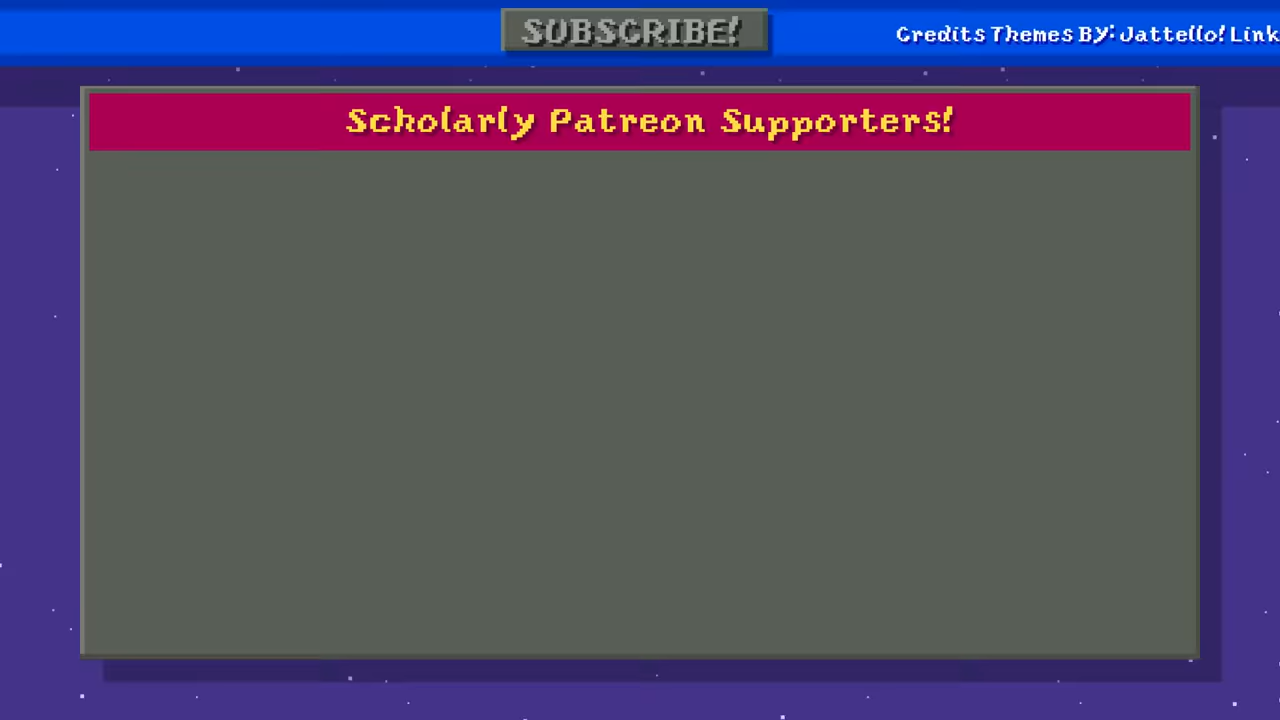 SUBSCRIBE!
Credits Themes By: Jattello! Link
Scholarly Patreon Supporters!